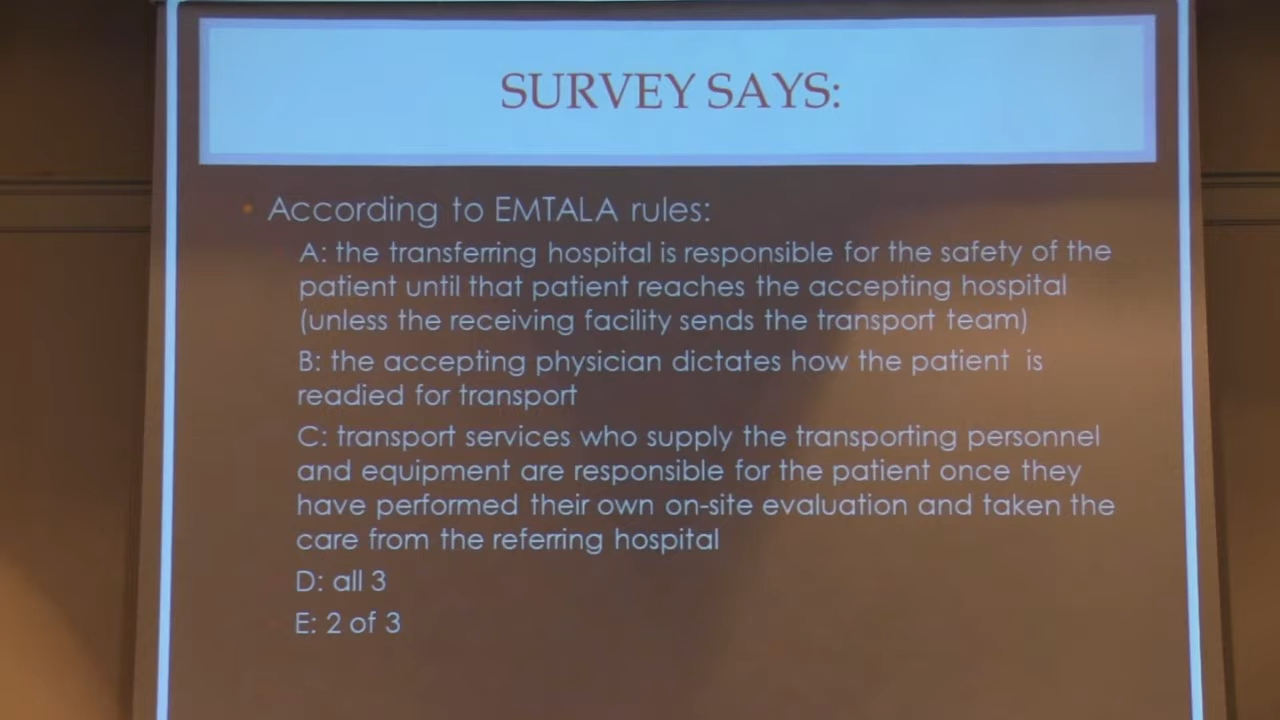 SURVEY SAYS:
• According to EMTALA rules:
A: the transferring hospital is responsible for the safety of the
patient until that patient reaches the accepting hospital
(unless the receiving facility sends the transport team)
B: the accepting physician dictates how the patient is
readied for transport
C: transport services who supply the transporting personnel
and equipment are responsible for the patient once they
have performed their own on-site evaluation and taken the
care from the referring hospital
D: all 3
E: 2 of 3